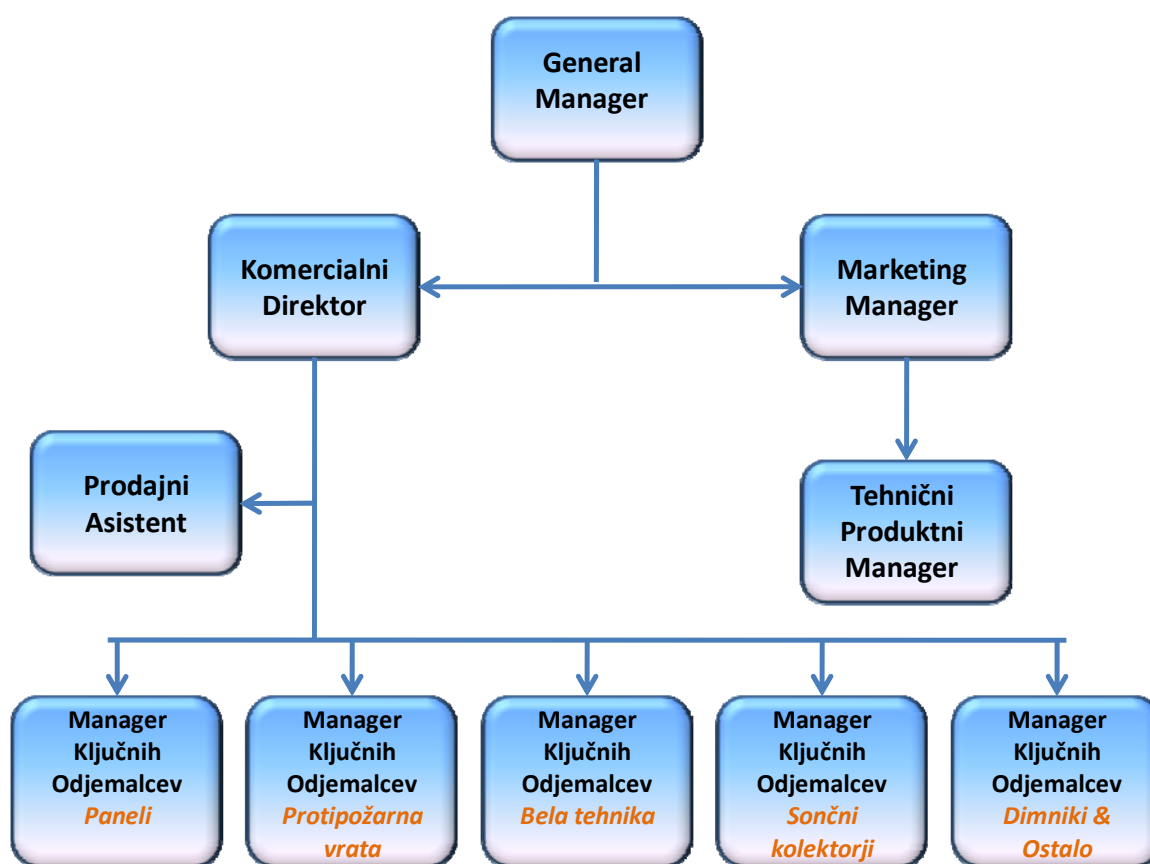 General
Manager
Komercialni
Direktor
Marketing
Manager
Prodajni
Asistent
Tehnični
Produktni
Manager
Manager
Ključnih
Odjemalcev
Paneli
Manager
Ključnih
Odjemalcev
Protipožarna
vrata
Manager
Ključnih
Odjemalcev
Bela tehnika
Manager
Ključnih
Odjemalcev
Sončni
kolektorji
Manager
Ključnih
Odjemalcev
Dimniki &
Ostalo